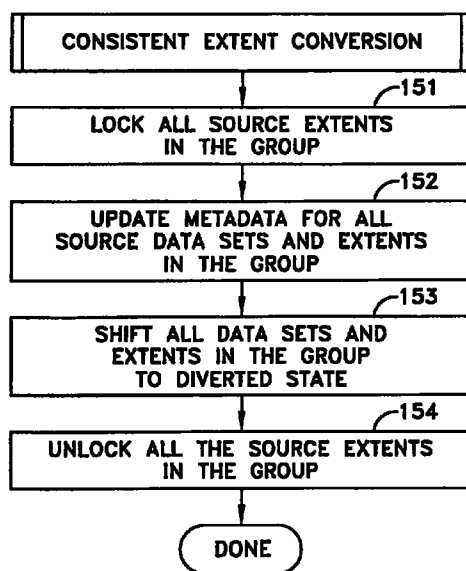 CONSISTENT EXTENT CONVERSION
151
LOCK ALL SOURCE EXTENTS
IN THE GROUP
152
UPDATE METADATA FOR ALL
SOURCE DATA SETS AND EXTENTS
IN THE GROUP
153
SHIFT ALL DATA SETS AND
EXTENTS IN THE GROUP
TO DIVERTED STATE
154
UNLOCK ALL THE SOURCE EXTENTS
IN THE GROUP
DONE